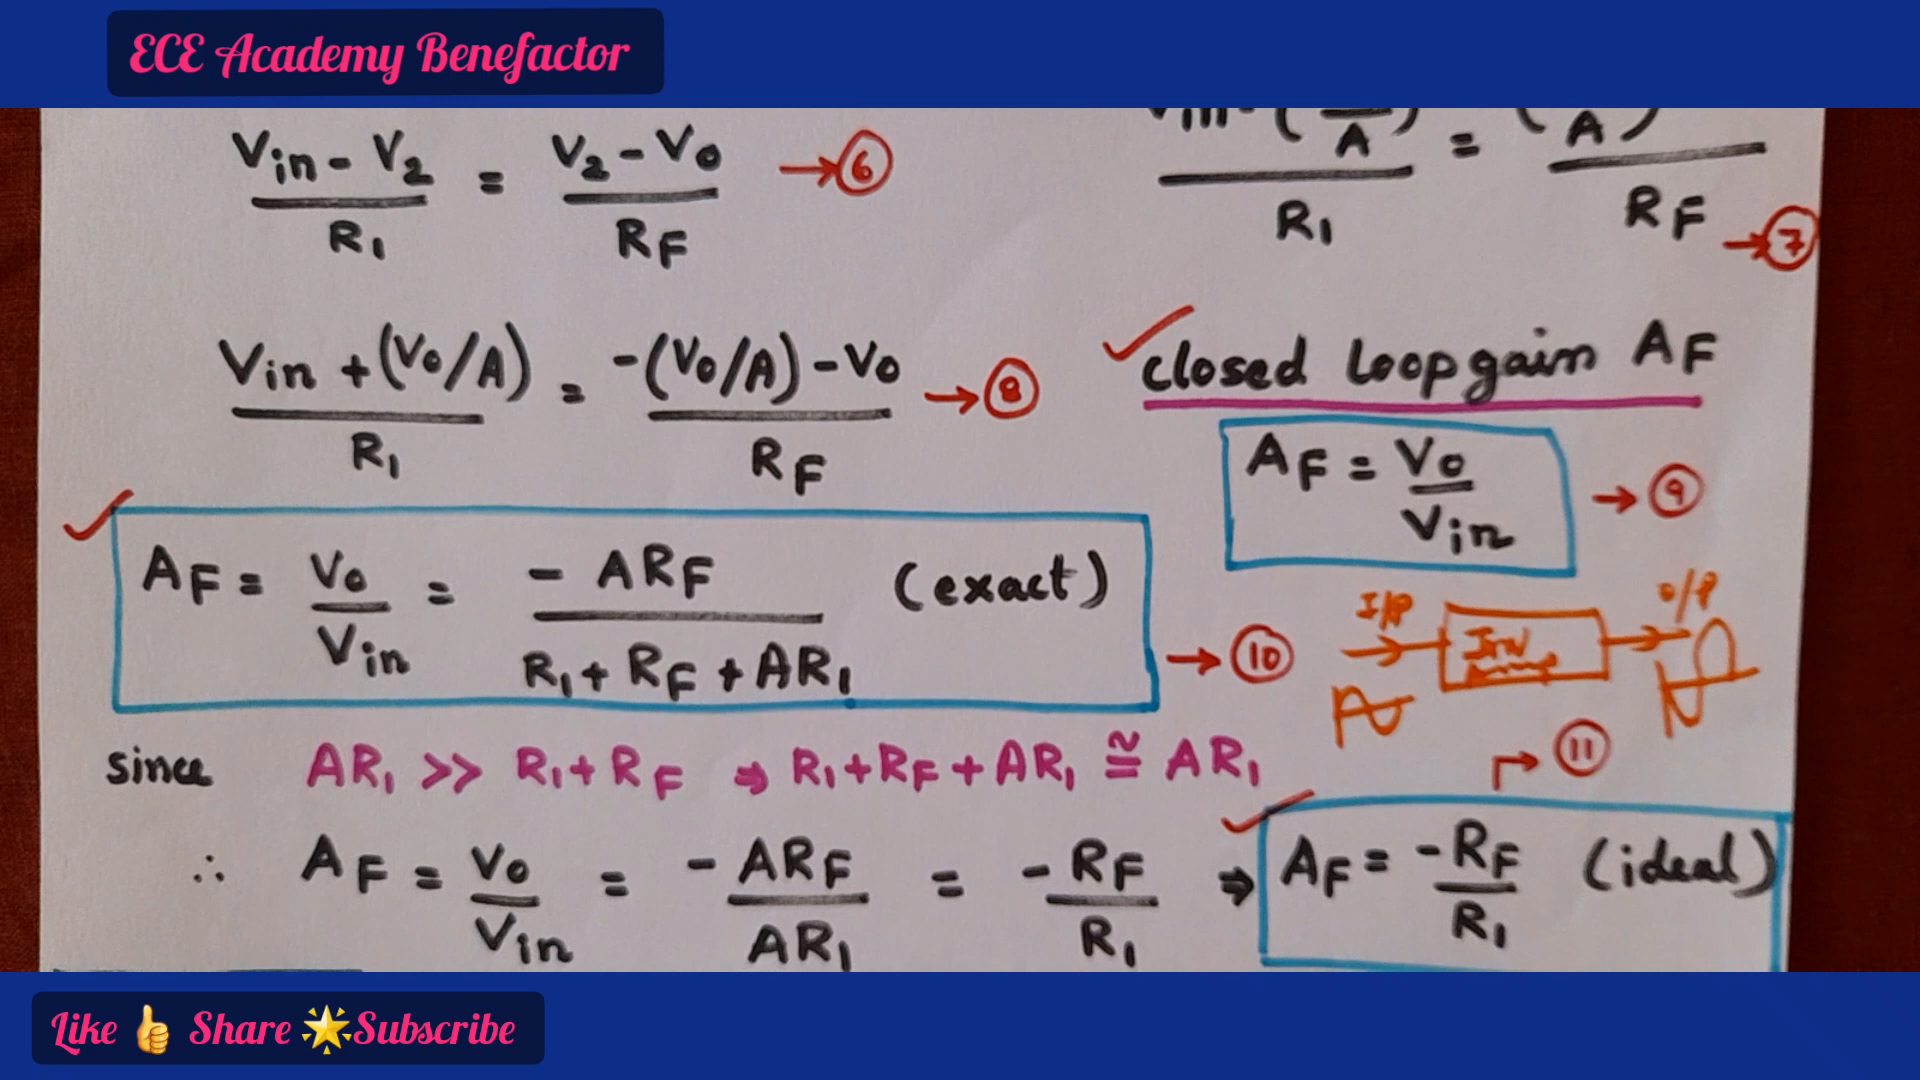 ECE Academy Benefactor
Vin - V2 / R1 = V2 - Vo / RF → 6
A = A) / R1 RF → 7
Vin + (Vo/A) / R1 = -(Vo/A) - Vo / RF → 8
closed loop gain AF
AF = Vo / Vin → 9
AF = Vo / Vin = - ARF / R1 + RF + AR1 (exact) → 10
I/P Inv O/P
since AR1 >> R1 + RF ⇒ R1 + RF + AR1 ≅ AR1
→ 11
∴ AF = Vo / Vin = - ARF / AR1 = - RF / R1 ⇒ AF = - RF / R1 (ideal)
Like 👍 Share 🌟Subscribe